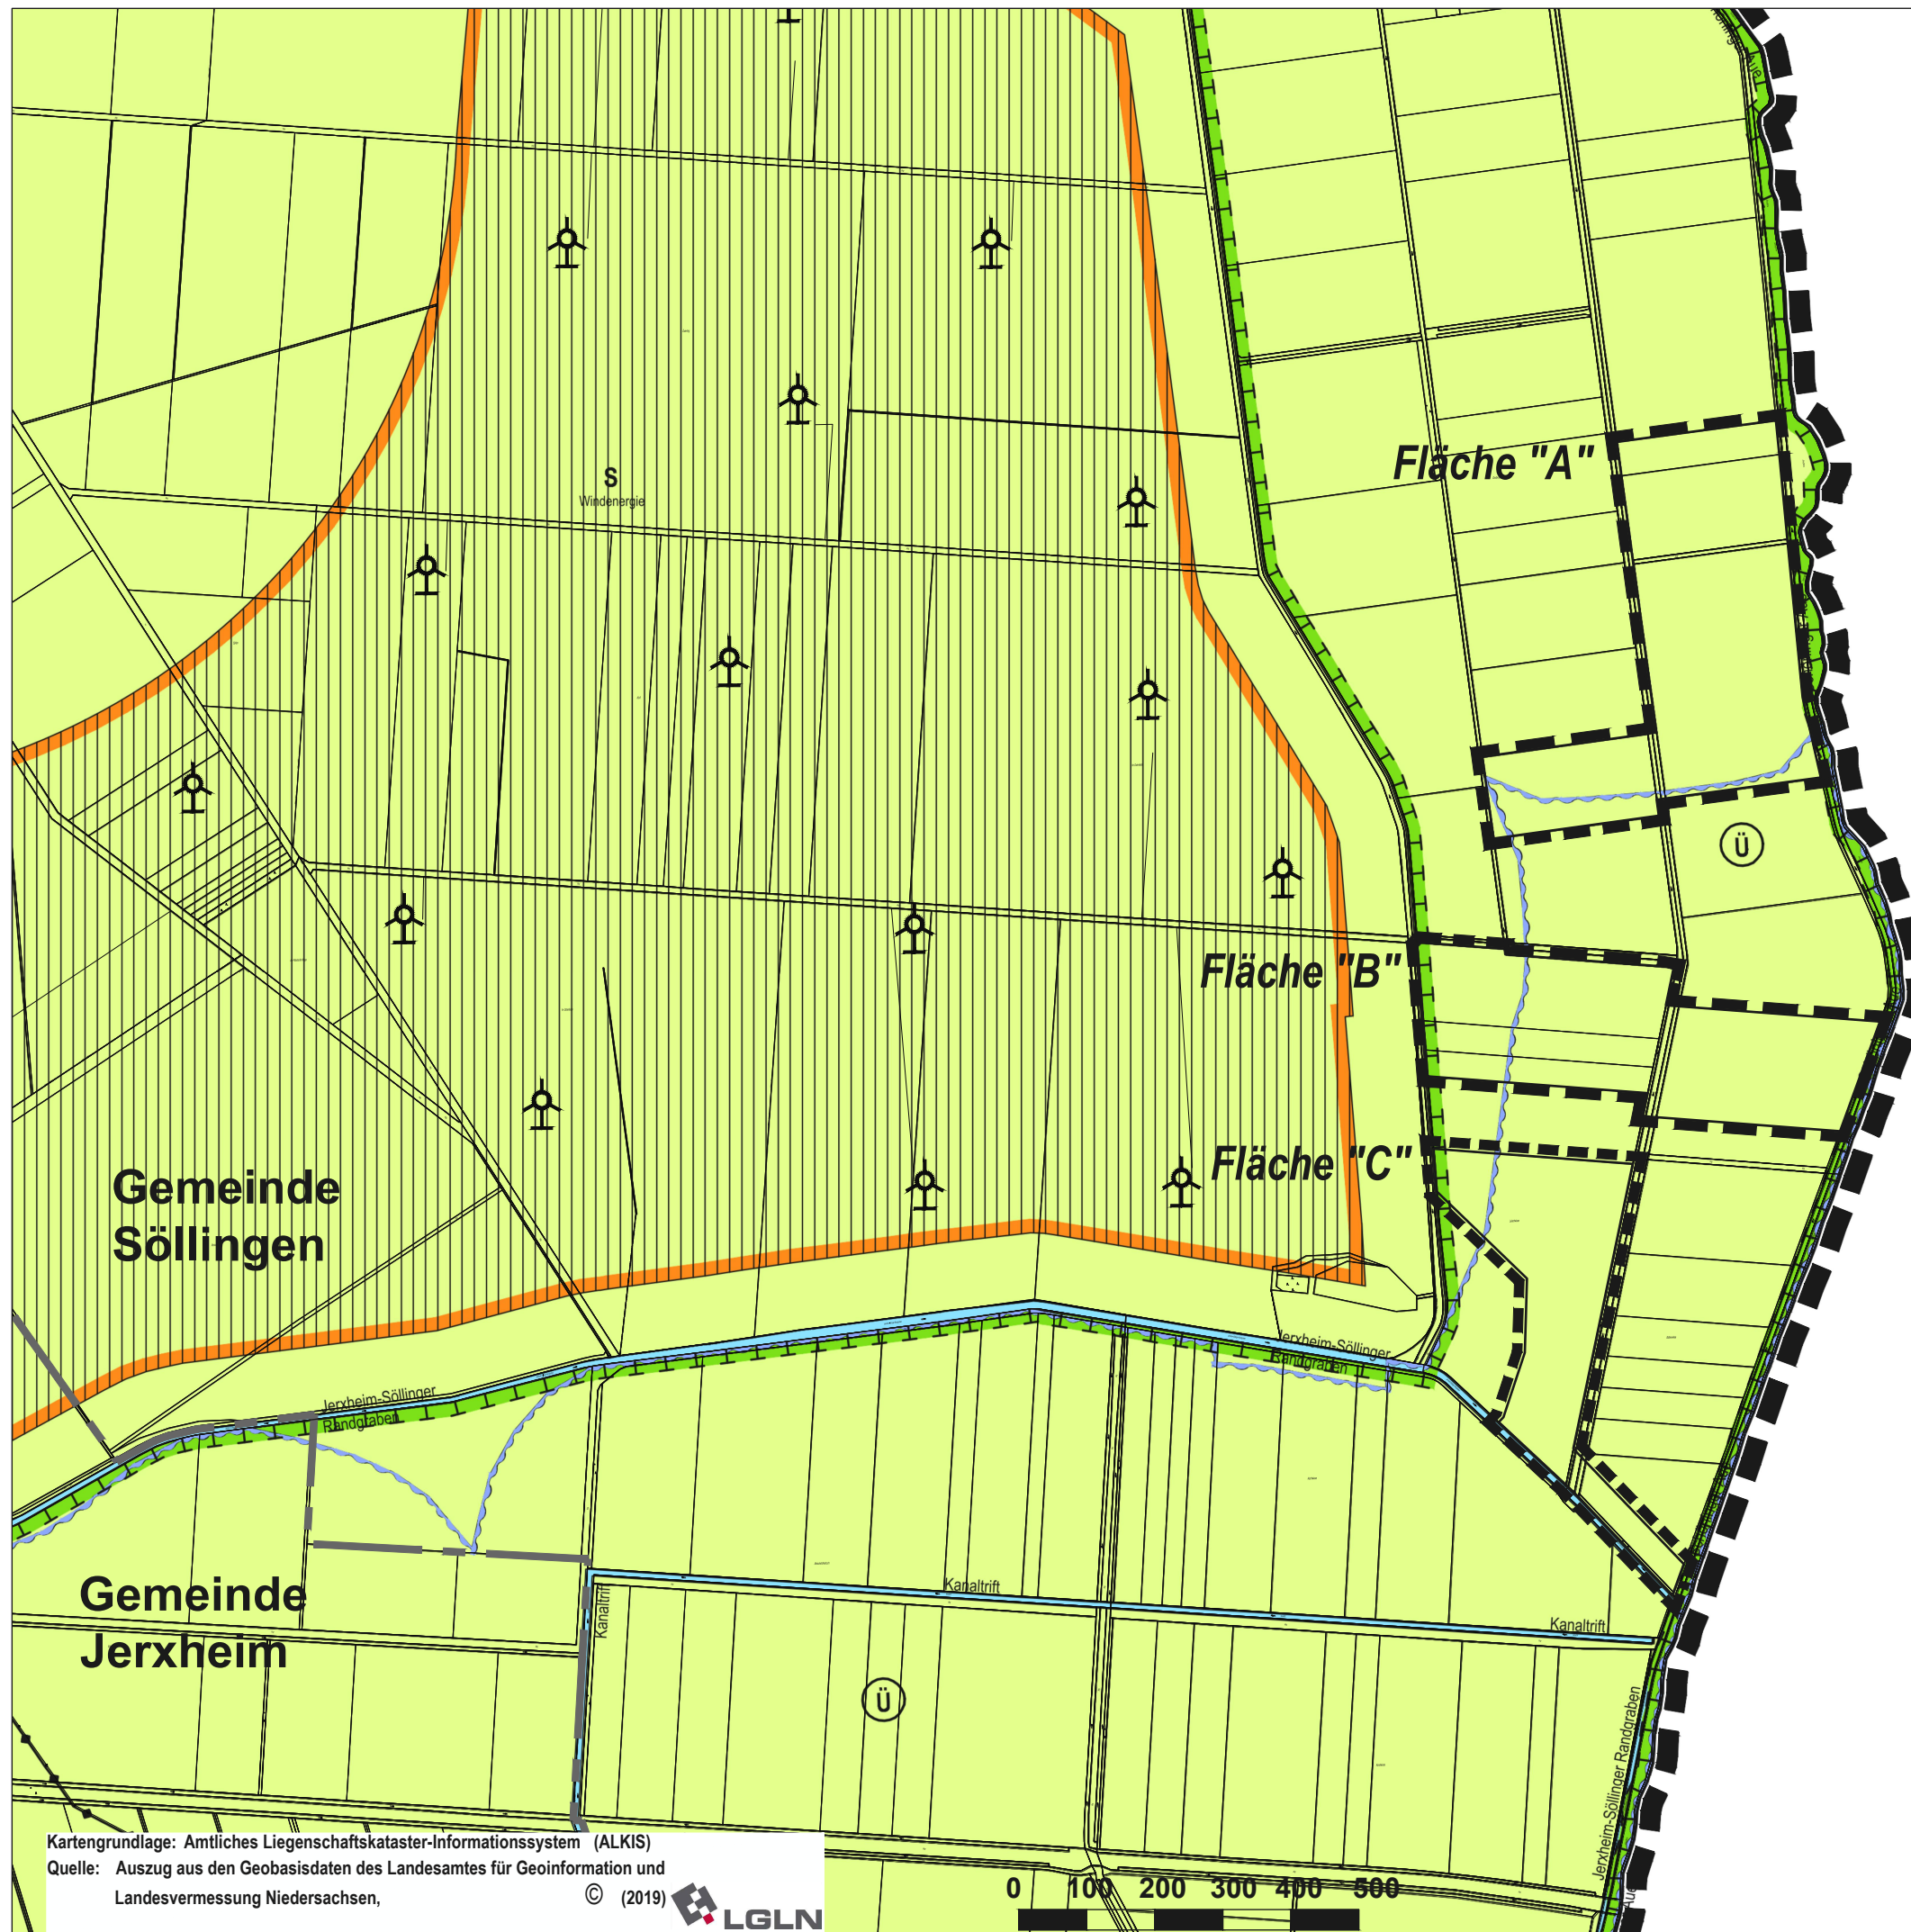 Fläche "A"
S
Windenergie
Ü
Fläche "B"
Fläche "C"
Gemeinde
Söllingen
Jerxheim-Söllinger
Randgraben
Jerxheim-Söllinger
Randgraben
Gemeinde
Jerxheim
Kanaltrift
Kanaltrift
Kanaltrift
Ü
Jerxheim-Söllinger Randgraben
Kartengrundlage: Amtliches Liegenschaftskataster-Informationssystem (ALKIS)
Quelle: Auszug aus den Geobasisdaten des Landesamtes für Geoinformation und
Landesvermessung Niedersachsen, © (2019)
LGLN
0 100 200 300 400 500